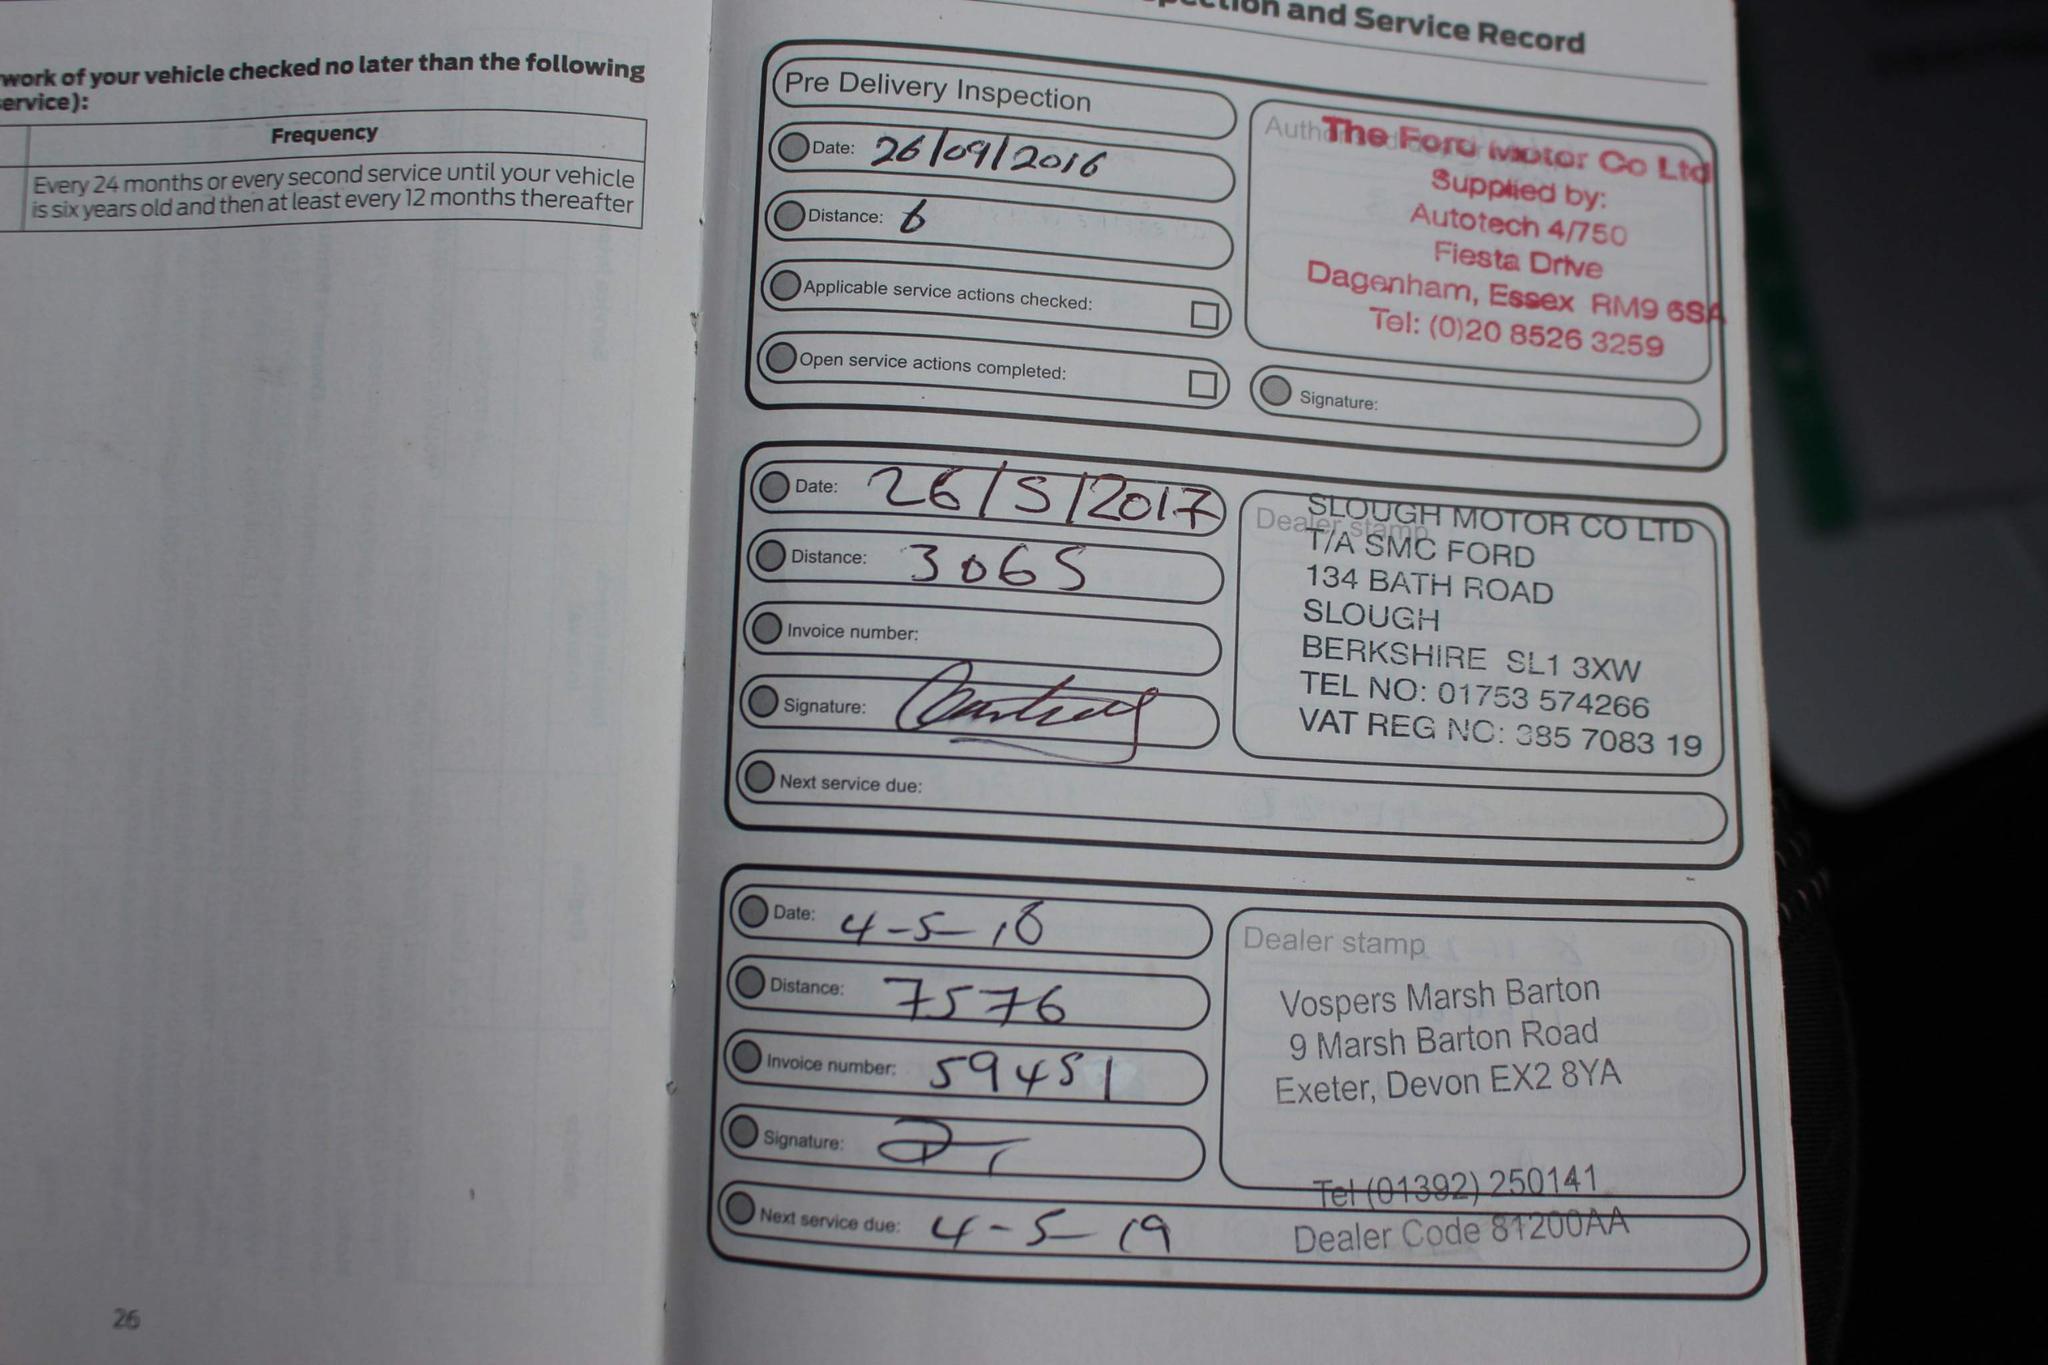 work of your vehicle checked no later than the following
ervice):
Frequency
Every 24 months or every second service until your vehicle
is six years old and then at least every 12 months thereafter
26
and Service Record
Pre Delivery Inspection
Date: 26/09/2016
Distance: 6
Applicable service actions checked:
Open service actions completed:
The Ford Motor Co Ltd
Supplied by:
Autotech 4/750
Fiesta Drive
Dagenham, Essex RM9 6SA
Tel: (0)20 8526 3259
Signature:
Date: 26/5/2017
Distance: 3065
Invoice number:
Signature:
Next service due:
Dealer stamp
SLOUGH MOTOR CO LTD
T/A SMC FORD
134 BATH ROAD
SLOUGH
BERKSHIRE SL1 3XW
TEL NO: 01753 574266
VAT REG NO: 385 7083 19
Date: 4-5-18
Distance: 7576
Invoice number: 59451
Signature:
Next service due: 4-5-19
Dealer stamp
Vospers Marsh Barton
9 Marsh Barton Road
Exeter, Devon EX2 8YA
Tel (01392) 250141
Dealer Code 81200AA